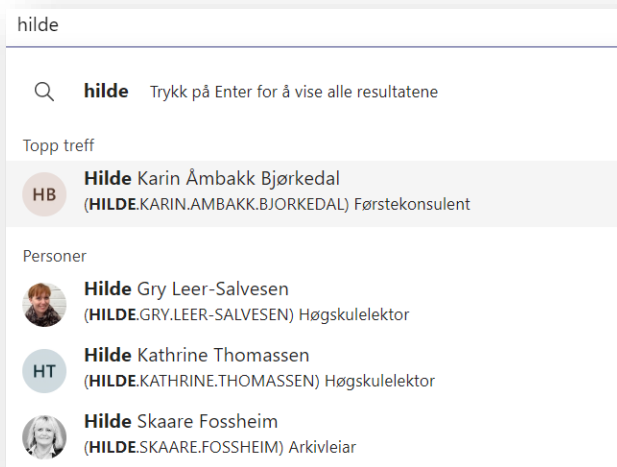 hilde
hilde Trykk på Enter for å vise alle resultatene
Topp treff
HB
Hilde Karin Åmbakk Bjørkedal
(HILDE.KARIN.AMBAKK.BJORKEDAL) Førstekonsulent
Personer
Hilde Gry Leer-Salvesen
(HILDE.GRY.LEER-SALVESEN) Høgskulelektor
HT
Hilde Kathrine Thomassen
(HILDE.KATHRINE.THOMASSEN) Høgskulelektor
Hilde Skaare Fossheim
(HILDE.SKAARE.FOSSHEIM) Arkivleiar